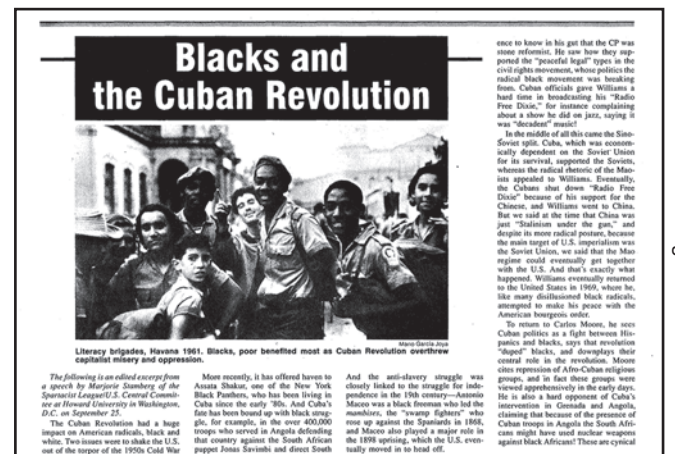 Blacks and
the Cuban Revolution
Mario García Joya
Literacy brigades, Havana 1961. Blacks, poor benefited most as Cuban Revolution overthrew
capitalist misery and oppression.
The following is an edited excerpt from
a speech by Marjorie Stamberg of the
Spartacist League/U.S. Central Commit-
tee at Howard University in Washington,
D.C. on September 25.
The Cuban Revolution had a huge
impact on American radicals, black and
white. Two issues were to shake the U.S.
out of the torpor of the 1950s Cold War
More recently, it has offered haven to
Assata Shakur, one of the New York
Black Panthers, who has been living in
Cuba since the early '80s. And Cuba's
fate has been bound up with black strug-
gle, for example, in the over 400,000
troops who served in Angola defending
that country against the South African
puppet Jonas Savimbi and direct South
And the anti-slavery struggle was
closely linked to the struggle for inde-
pendence in the 19th century—Antonio
Maceo was a black freeman who led the
mambises, the "swamp fighters" who
rose up against the Spaniards in 1868,
and Maceo also played a major role in
the 1898 uprising, which the U.S. even-
tually moved in to head off.
ence to know in his gut that the CP was
stone reformist. He saw how they sup-
ported the "peaceful legal" types in the
civil rights movement, whose politics the
radical black movement was breaking
from. Cuban officials gave Williams a
hard time in broadcasting his "Radio
Free Dixie," for instance complaining
about a show he did on jazz, saying it
was "decadent" music!
In the middle of all this came the Sino-
Soviet split. Cuba, which was econom-
ically dependent on the Soviet Union
for its survival, supported the Soviets,
whereas the radical rhetoric of the Mao-
ists appealed to Williams. Eventually,
the Cubans shut down "Radio Free
Dixie" because of his support for the
Chinese, and Williams went to China.
But we said at the time that China was
just "Stalinism under the gun," and
despite its more radical posture, because
the main target of U.S. imperialism was
the Soviet Union, we said that the Mao
regime could eventually get together
with the U.S. And that's exactly what
happened. Williams eventually returned
to the United States in 1969, where he,
like many disillusioned black radicals,
attempted to make his peace with the
American bourgeois order.
To return to Carlos Moore, he sees
Cuban politics as a fight between His-
panics and blacks, says that revolution
"duped" blacks, and downplays their
central role in the revolution. Moore
cites repression of Afro-Cuban religious
groups, and in fact these groups were
viewed apprehensively in the early days.
He is also a hard opponent of Cuba's
intervention in Grenada and Angola,
claiming that because of the presence of
Cuban troops in Angola the South Afri-
cans might have used nuclear weapons
against black Africans! These are cynical